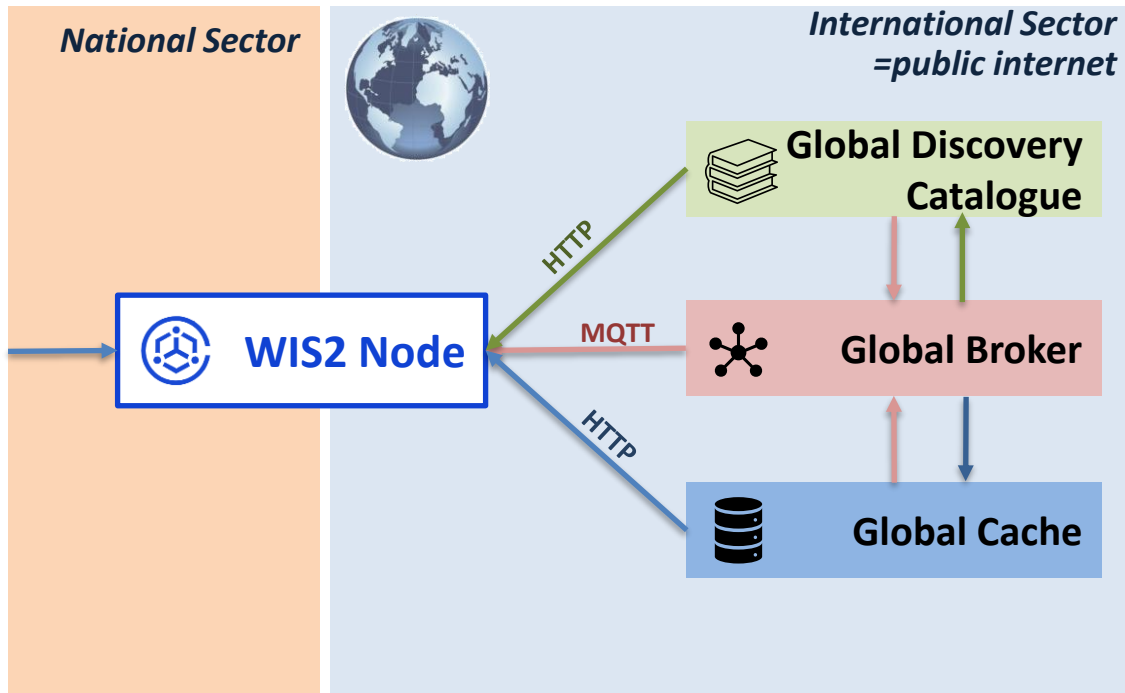 National Sector
International Sector
=public internet
Global Discovery
Catalogue
HTTP
MQTT
WIS2 Node
Global Broker
HTTP
Global Cache